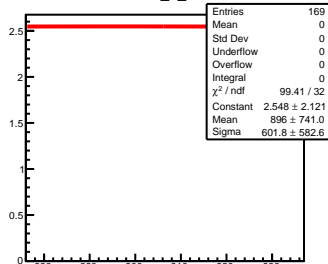 Entries 169
Mean 0
Std Dev 0
Underflow 0
Overflow 0
Integral 0
χ² / ndf 99.41 / 32
Constant 2.548 ± 2.121
Mean 896 ± 741.0
Sigma 601.8 ± 582.6
2.5
2
1.5
1
0.5
0